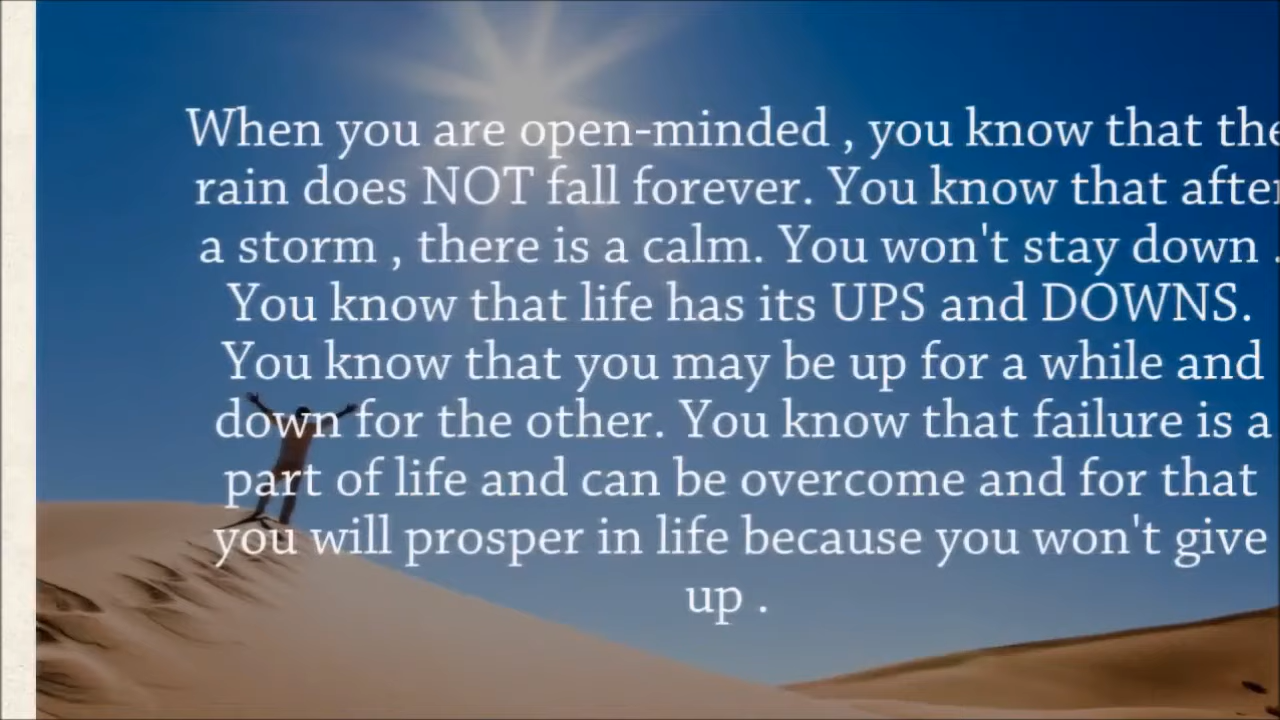 When you are open-minded , you know that the
rain does NOT fall forever. You know that after
a storm , there is a calm. You won't stay down .
You know that life has its UPS and DOWNS.
You know that you may be up for a while and
down for the other. You know that failure is a
part of life and can be overcome and for that
you will prosper in life because you won't give
up .